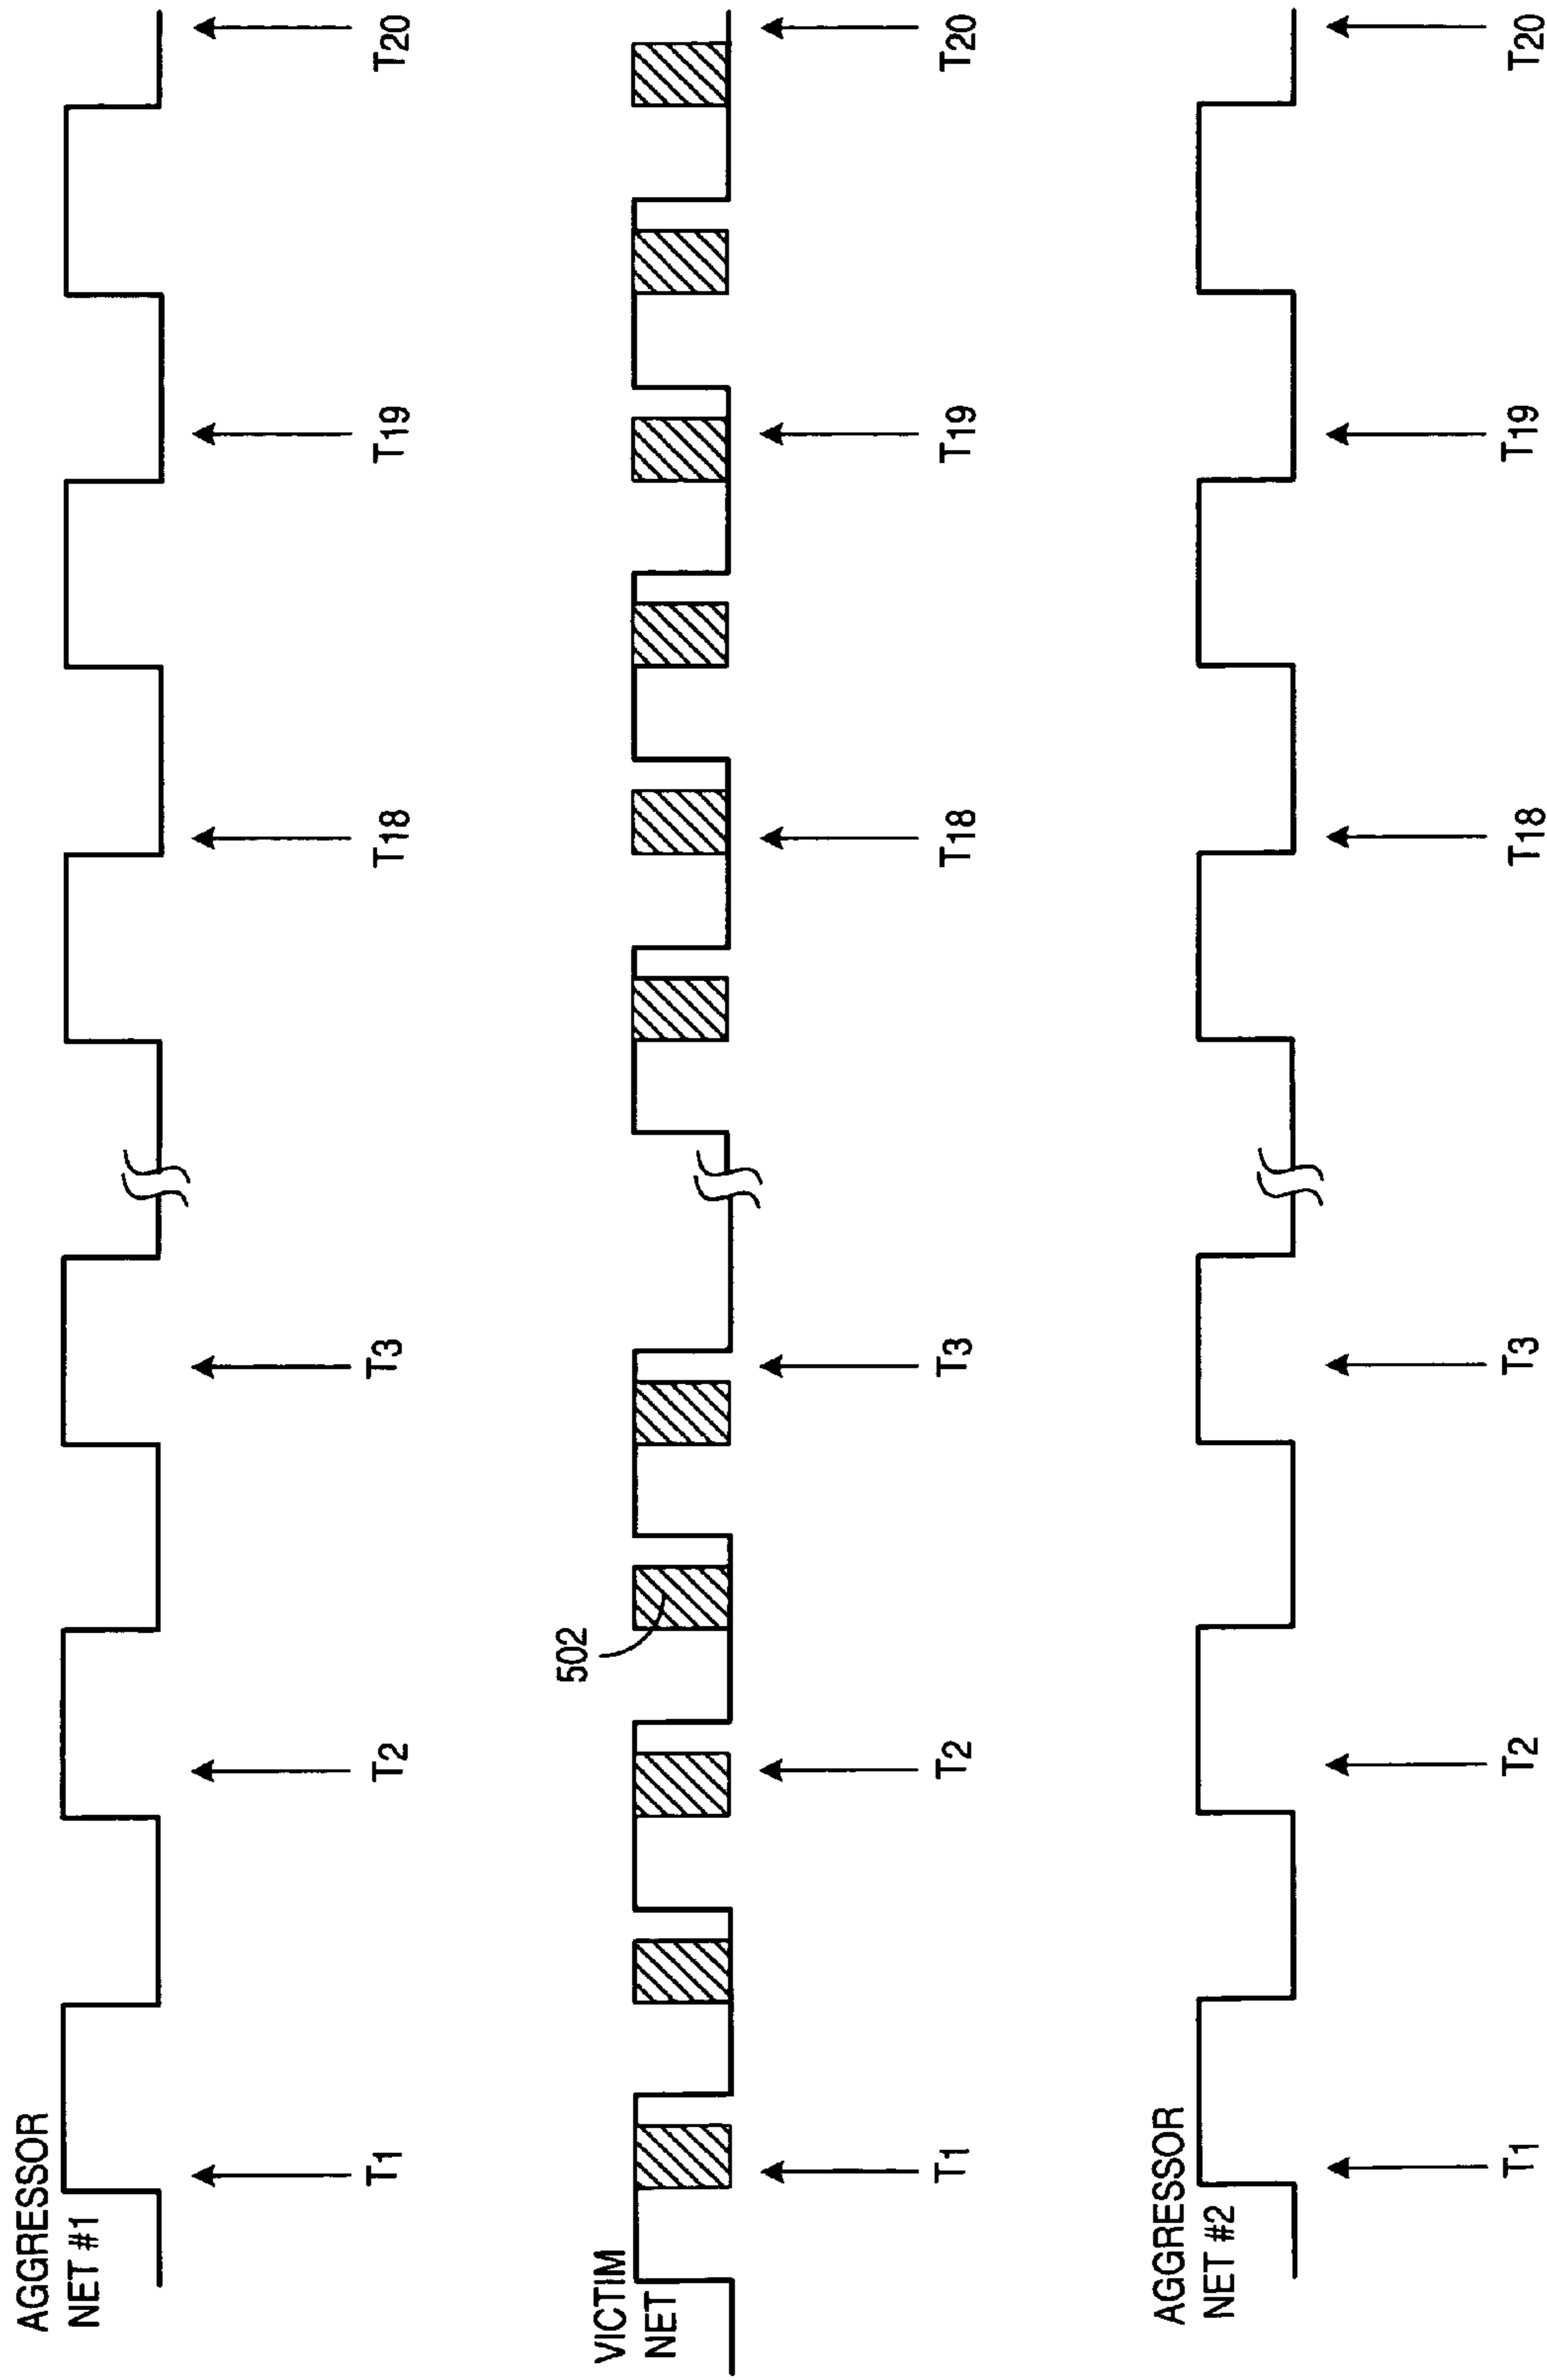 AGGRESSOR
NET #1
T1
T2
T3
T18
T19
T20
VICTIM
NET
502
T1
T2
T3
T18
T19
T20
AGGRESSOR
NET #2
T1
T2
T3
T18
T19
T20